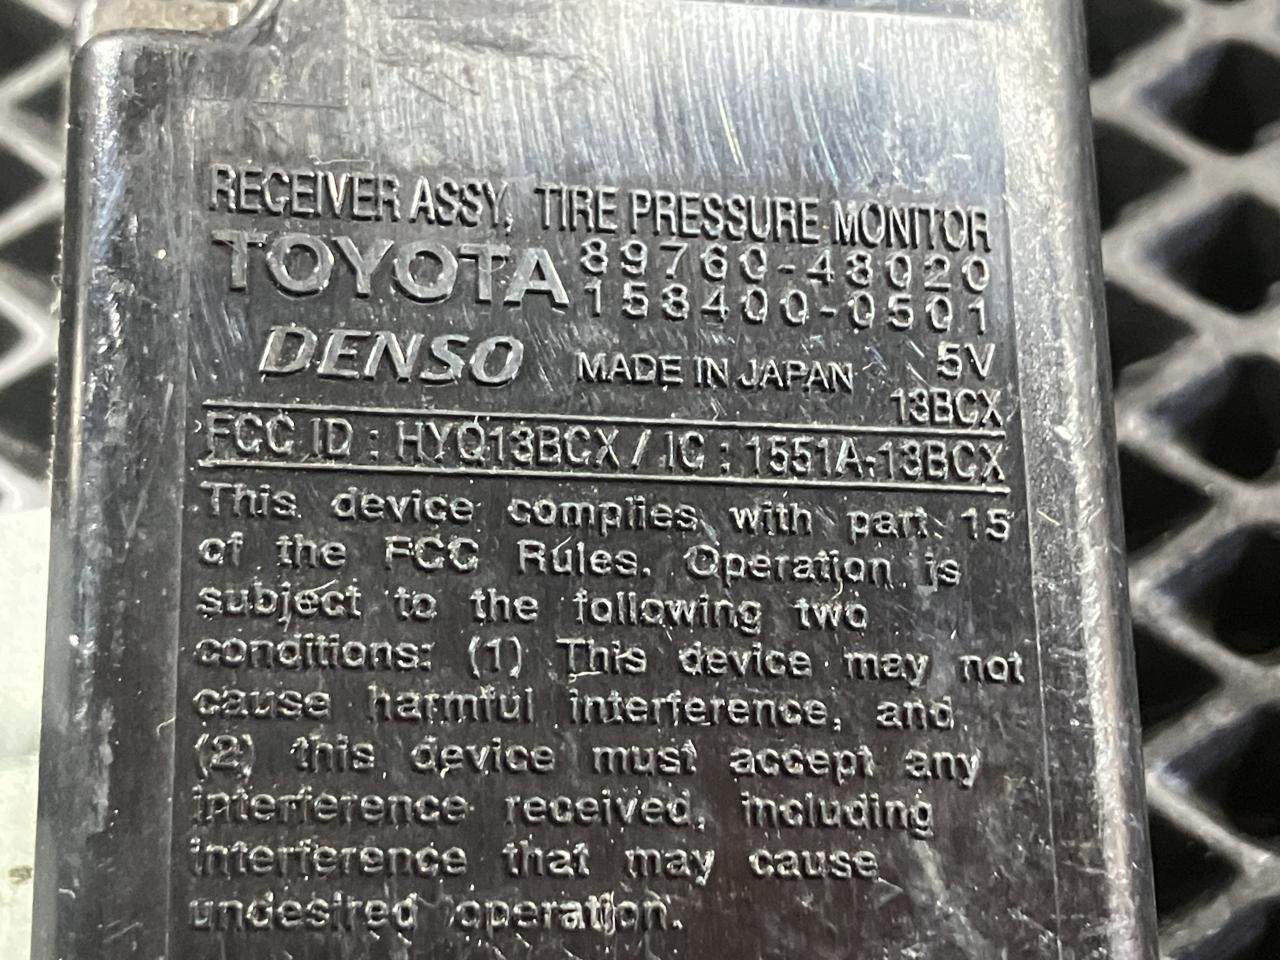 RECEIVER ASSY, TIRE PRESSURE MONITOR
TOYOTA 89760-48020
158400-0501
DENSO MADE IN JAPAN 5V
13BCX
FCC ID : HYQ13BCX / IC : 1551A-13BCX
This device complies with part 15
of the FCC Rules. Operation is
subject to the following two
conditions: (1) This device may not
cause harmful interference, and
(2) this device must accept any
interference received, including
interference that may cause
undesired operation.